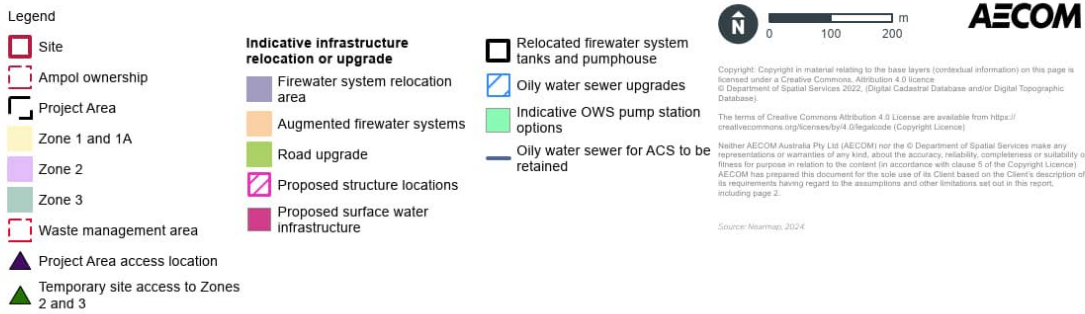 Legend
Site
Ampol ownership
Project Area
Zone 1 and 1A
Zone 2
Zone 3
Waste management area
Project Area access location
Temporary site access to Zones
2 and 3
Indicative infrastructure
relocation or upgrade
Firewater system relocation
area
Augmented firewater systems
Road upgrade
Proposed structure locations
Proposed surface water
infrastructure
Relocated firewater system
tanks and pumphouse
Oily water sewer upgrades
Indicative OWS pump station
options
Oily water sewer for ACS to be
retained
N
m
0 100 200
AECOM
Copyright: Copyright in material relating to the base layers (contextual information) on this page is
licensed under a Creative Commons, Attribution 4.0 licence
© Department of Spatial Services 2022, (Digital Cadastral Database and/or Digital Topographic
Database).
The terms of Creative Commons Attribution 4.0 License are available from https://
creativecommons.org/licenses/by/4.0/legalcode (Copyright Licence)
Neither AECOM Australia Pty Ltd (AECOM) nor the © Department of Spatial Services make any
representations or warranties of any kind, about the accuracy, reliability, completeness or suitability o
fitness for purpose in relation to the content (in accordance with clause 5 of the Copyright Licence)
AECOM has prepared this document for the sole use of its Client based on the Client's description of
its requirements having regard to the assumptions and other limitations set out in this report,
including page 2.
Source: Nearmap, 2024